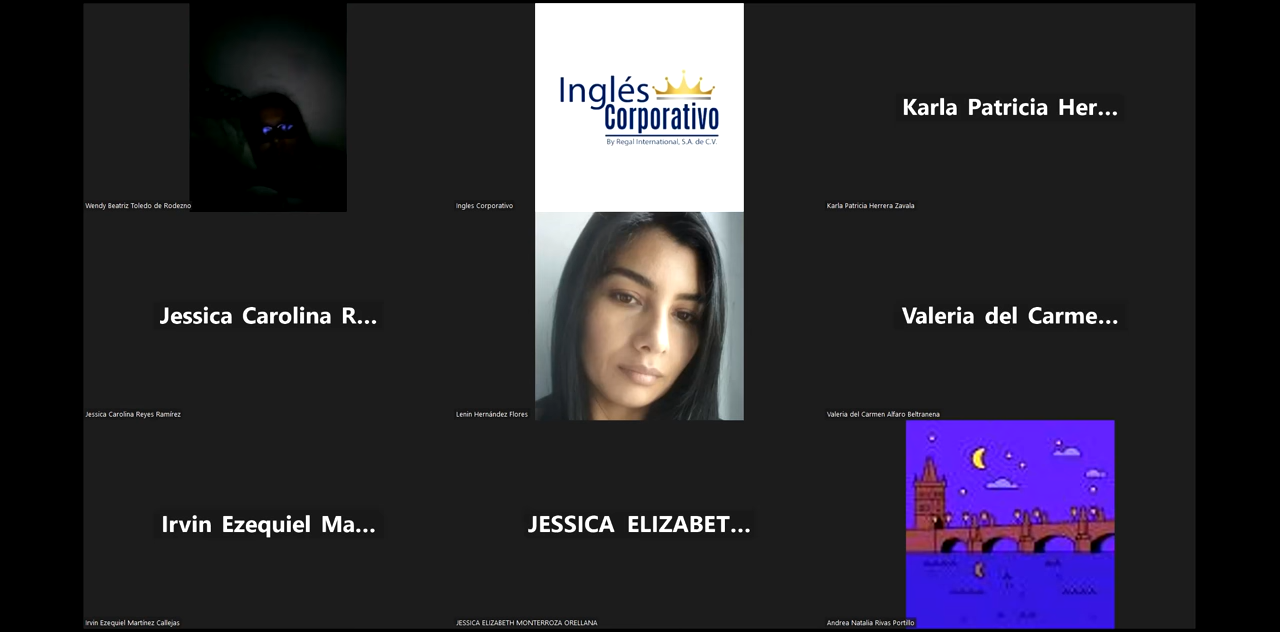 Inglés
Corporativo
By Regal International, S.A. de C.V.
Karla Patricia Her...
Wendy Beatriz Toledo de Rodezno
Ingles Corporativo
Karla Patricia Herrera Zavala
Jessica Carolina R...
Valeria del Carme...
Jessica Carolina Reyes Ramírez
Lenin Hernández Flores
Valeria del Carmen Alfaro Beltranena
Irvin Ezequiel Ma...
JESSICA ELIZABET...
Irvin Ezequiel Martínez Callejas
JESSICA ELIZABETH MONTERROZA ORELLANA
Andrea Natalia Rivas Portillo